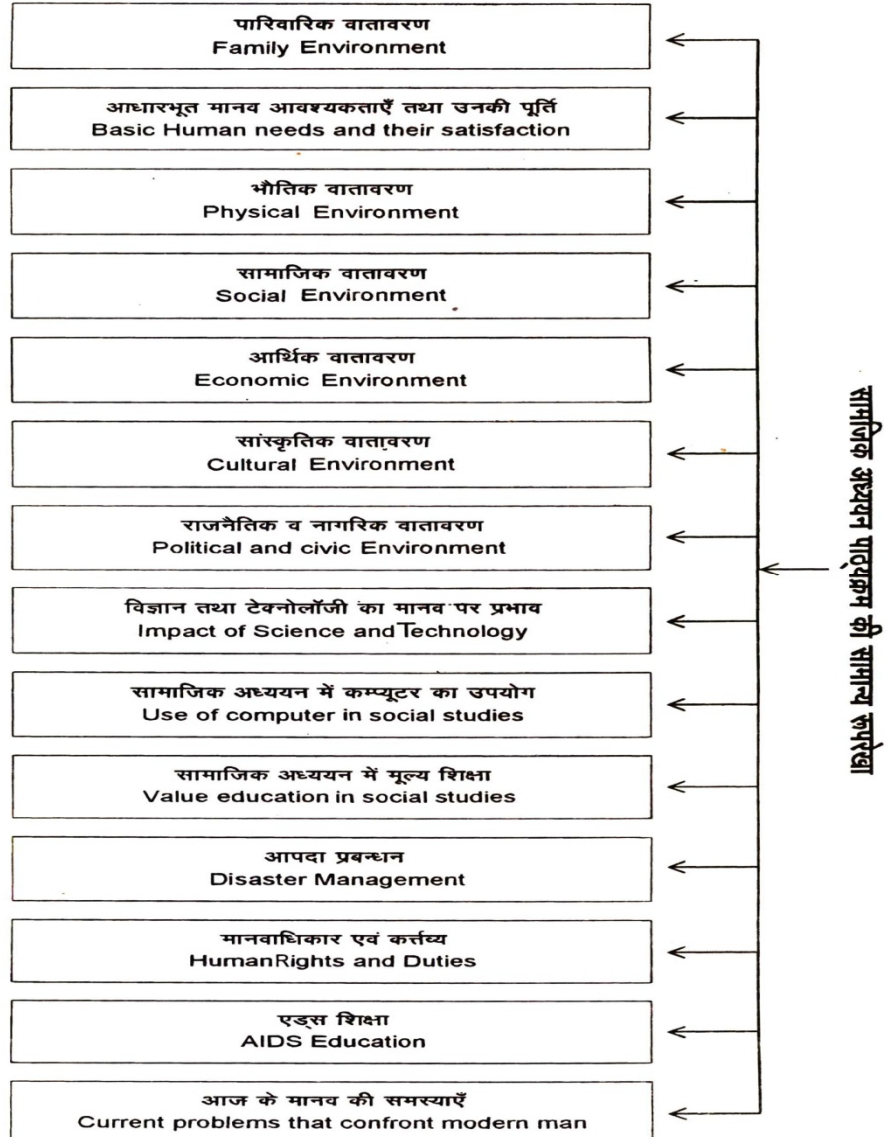 पारिवारिक वातावरण
Family Environment
आधारभूत मानव आवश्यकताएँ तथा उनकी पूर्ति
Basic Human needs and their satisfaction
भौतिक वातावरण
Physical Environment
सामाजिक वातावरण
Social Environment
आर्थिक वातावरण
Economic Environment
सांस्कृतिक वातावरण
Cultural Environment
राजनैतिक व नागरिक वातावरण
Political and civic Environment
विज्ञान तथा टेक्नोलॉजी का मानव पर प्रभाव
Impact of Science and Technology
सामाजिक अध्ययन में कम्प्यूटर का उपयोग
Use of computer in social studies
सामाजिक अध्ययन में मूल्य शिक्षा
Value education in social studies
आपदा प्रबन्धन
Disaster Management
मानवाधिकार एवं कर्त्तव्य
HumanRights and Duties
एड्स शिक्षा
AIDS Education
आज के मानव की समस्याएँ
Current problems that confront modern man
सामाजिक अध्ययन पाठ्यक्रम की सामान्य रूपरेखा